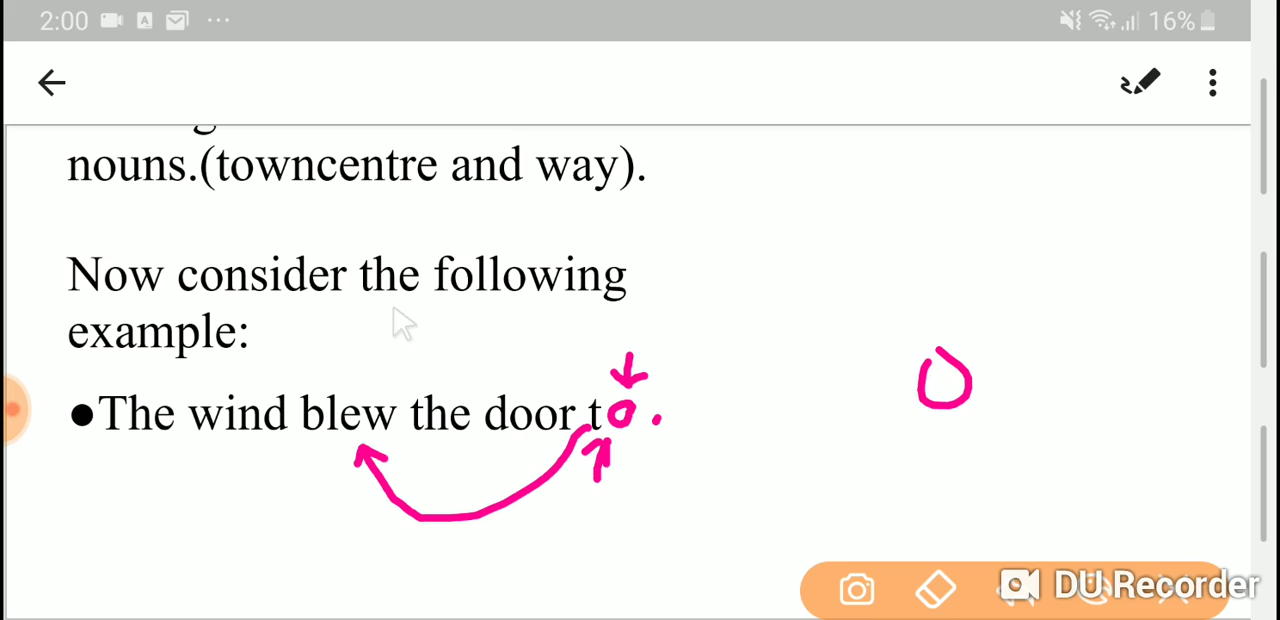 2:00 A ... 16%
nouns.(towncentre and way).
Now consider the following
example:
●The wind blew the door to.
O
DU Recorder